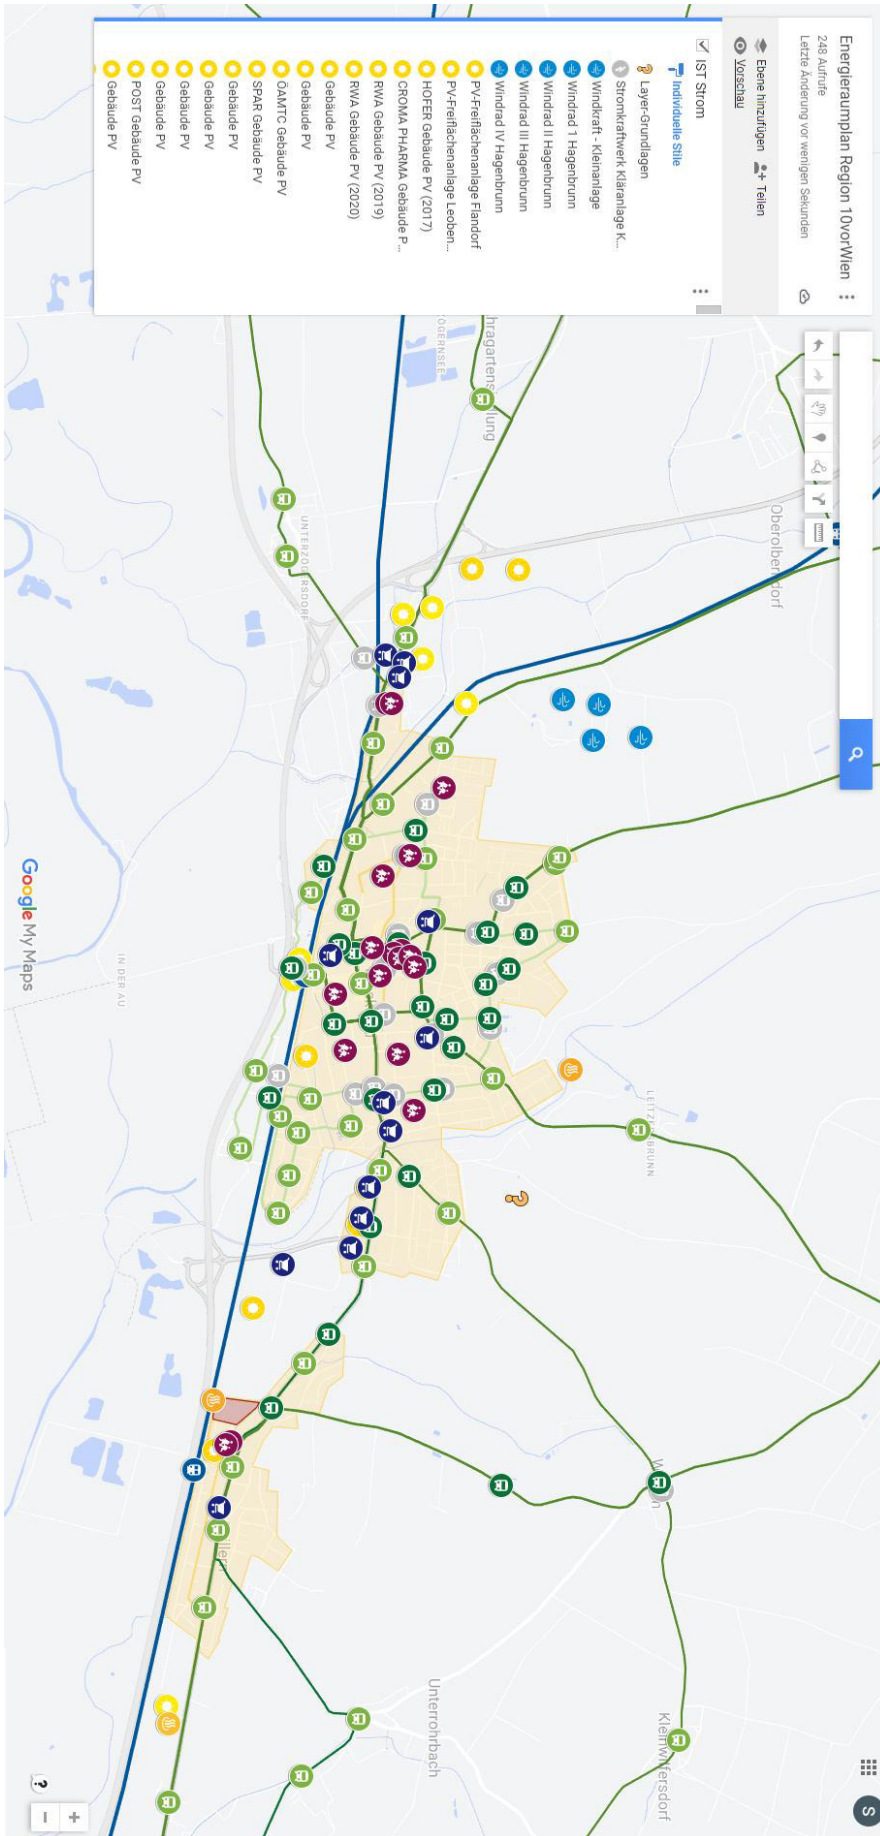 Energieraumplan Region 10vorWien
248 Aufrufe
Letzte Änderung vor wenigen Sekunden
Ebene hinzufügen
Teilen
Vorschau
IST Strom
Individuelle Stile
Layer-Grundlagen
Stromkraftwerk Kläranlage K...
Windkraft - Kleinanlage
Windrad 1 Hagenbrunn
Windrad II Hagenbrunn
Windrad III Hagenbrunn
Windrad IV Hagenbrunn
PV-Freiflächenanlage Flandorf
PV-Freiflächenanlage Leoben...
HOFER Gebäude PV (2017)
CROMA PHARMA Gebäude P...
RWA Gebäude PV (2019)
RWA Gebäude PV (2020)
Gebäude PV
Gebäude PV
ÖAMTC Gebäude PV
SPAR Gebäude PV
Gebäude PV
Gebäude PV
Gebäude PV
Gebäude PV
POST Gebäude PV
Gebäude PV
S
Oberolberndorf
UNTERZÖGERSDORF
LEITZERSBRUNN
IN DER AU
Unterrohrbach
Kleinwilfersdorf
Google My Maps
?
+
−